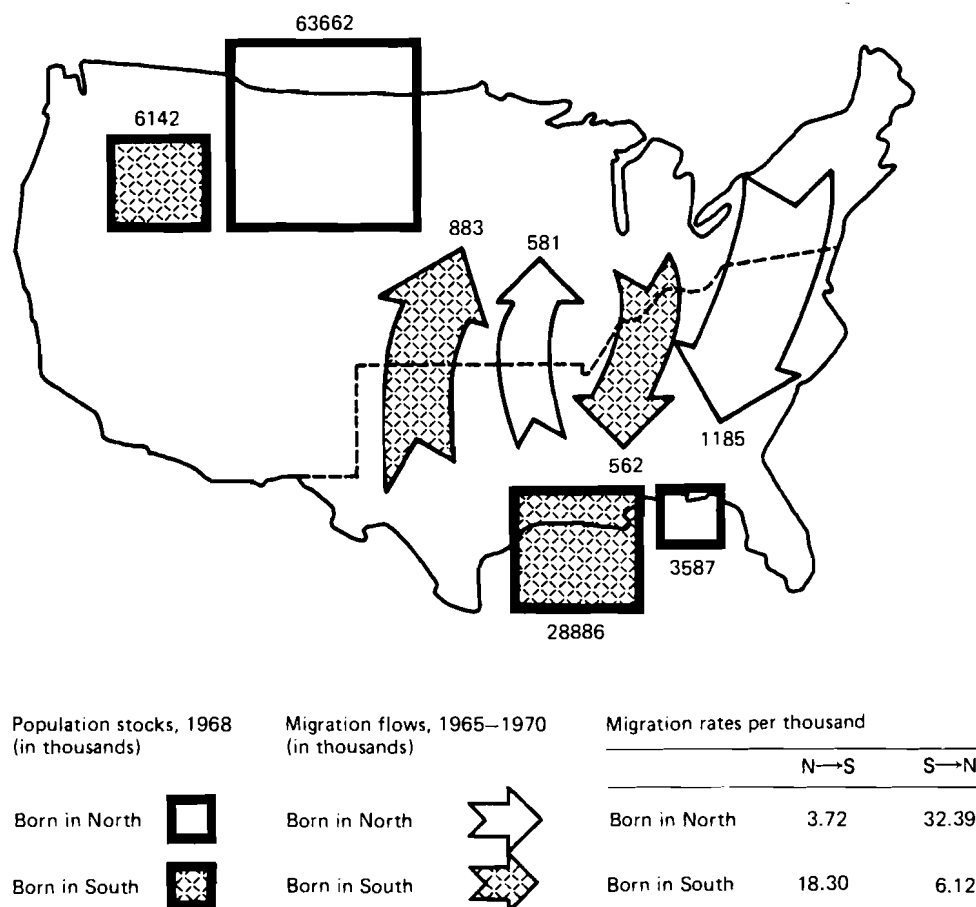 63662
6142
883
581
562
1185
28886
3587
Population stocks, 1968
(in thousands)
Born in North
Born in South
Migration flows, 1965—1970
(in thousands)
Born in North
Born in South
Migration rates per thousand
N→S S→N
Born in North 3.72 32.39
Born in South 18.30 6.12